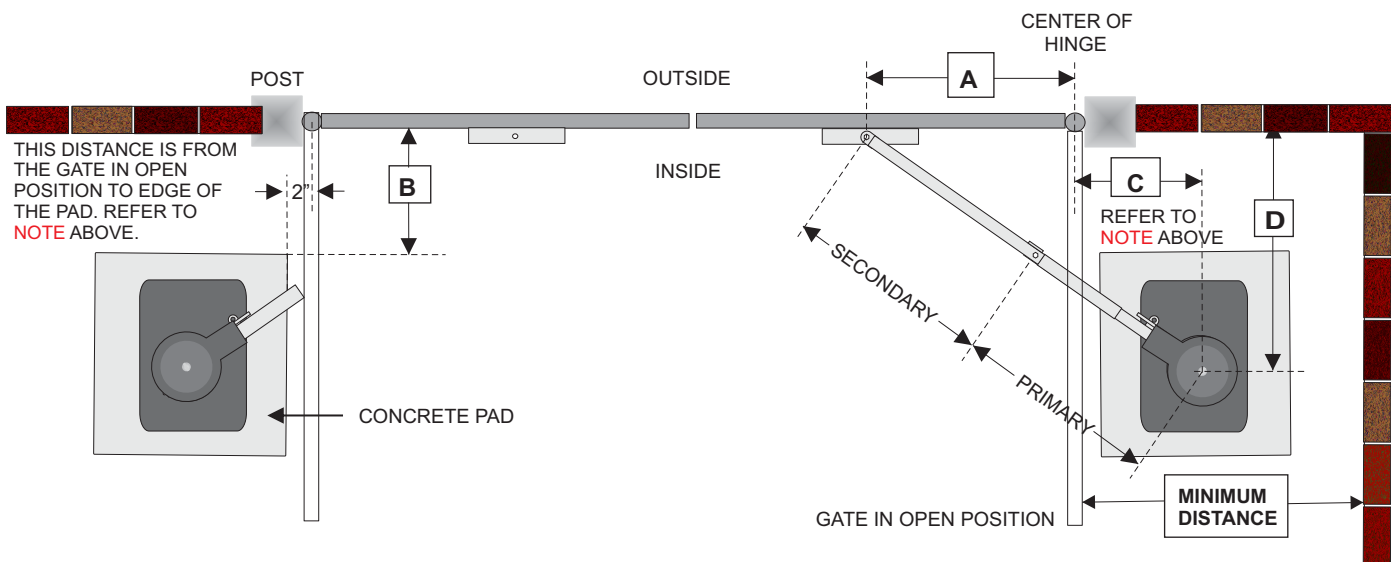 CENTER OF
HINGE
POST
OUTSIDE
A
THIS DISTANCE IS FROM
THE GATE IN OPEN
POSITION TO EDGE OF
THE PAD. REFER TO
NOTE ABOVE.
2"
B
INSIDE
C
D
REFER TO
NOTE ABOVE
SECONDARY
PRIMARY
CONCRETE PAD
GATE IN OPEN POSITION
MINIMUM
DISTANCE